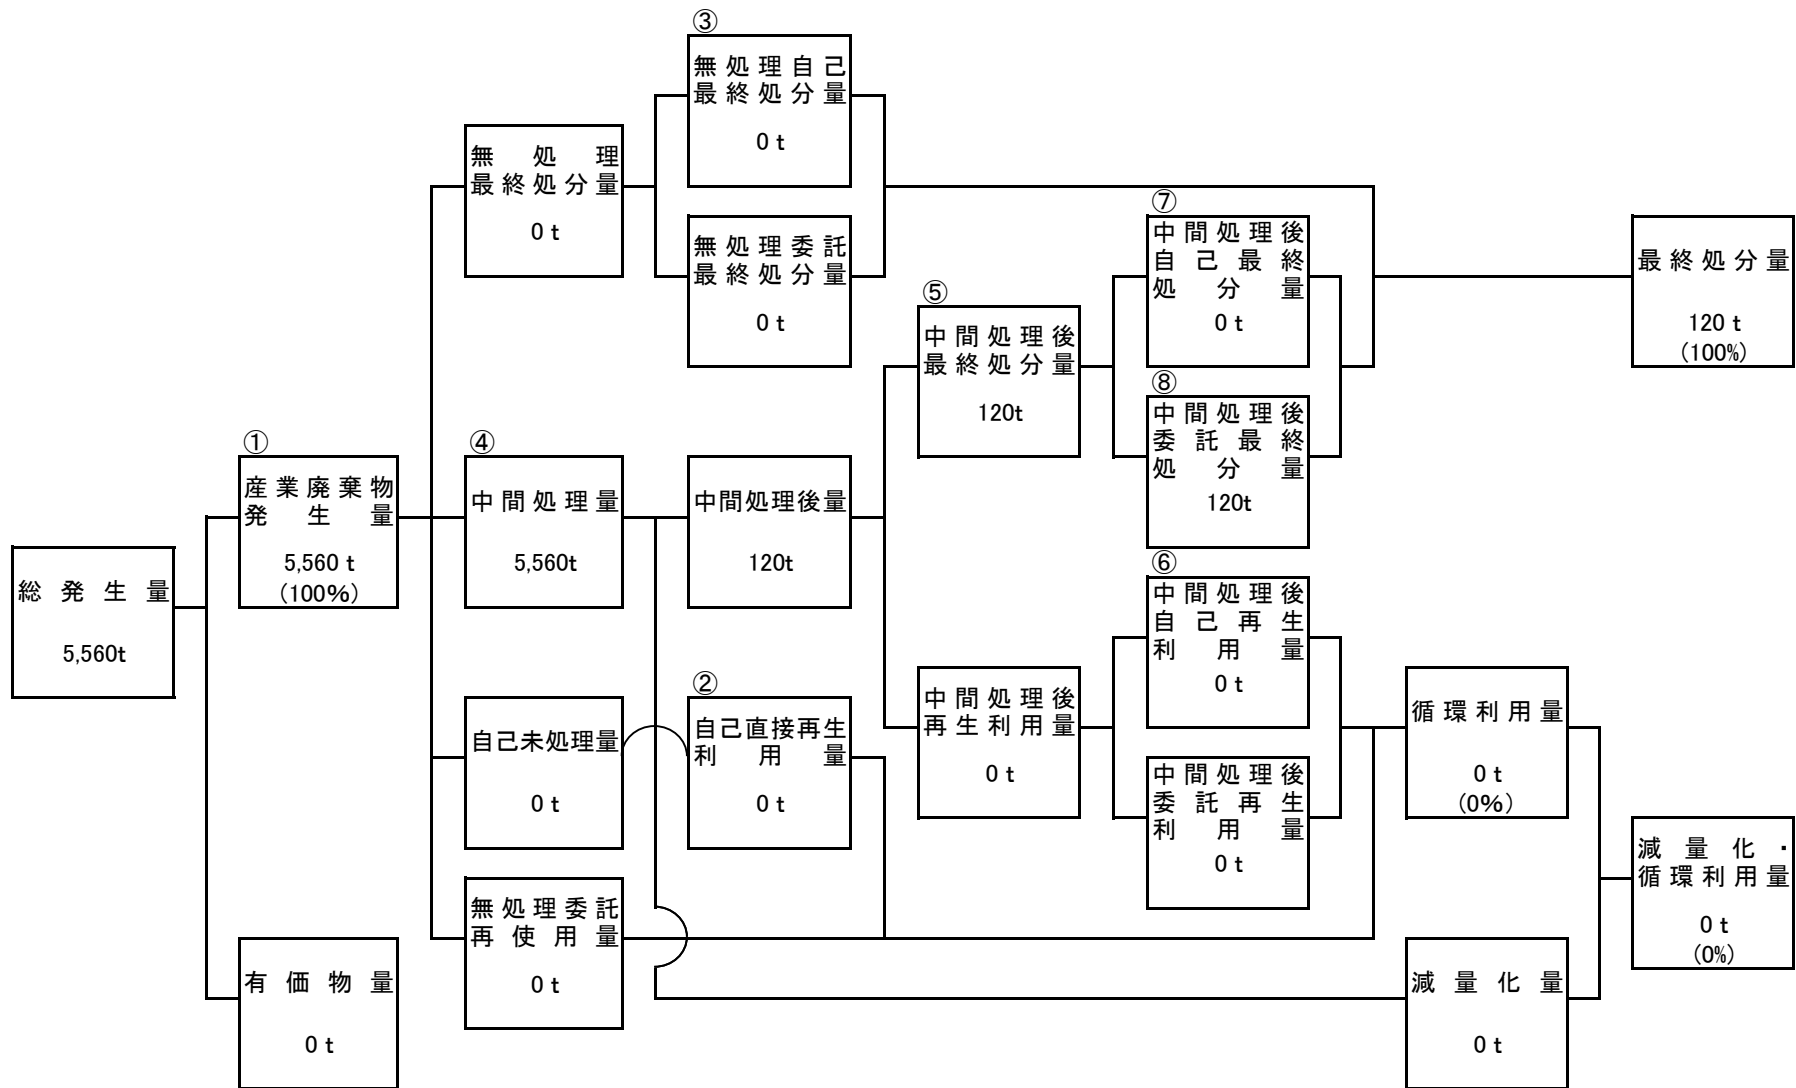 総発生量
5,560t
①
産業廃棄物
発生量
5,560 t
(100%)
有価物量
0 t
無処理
最終処分量
0 t
④
中間処理量
5,560t
自己未処理量
0 t
無処理委託
再使用量
0 t
③
無処理自己
最終処分量
0 t
無処理委託
最終処分量
0 t
中間処理後量
120t
②
自己直接再生
利用量
0 t
⑤
中間処理後
最終処分量
120t
中間処理後
再生利用量
0 t
⑦
中間処理後
自己最終
処分量
0 t
⑧
中間処理後
委託最終
処分量
120t
⑥
中間処理後
自己再生
利用量
0 t
中間処理後
委託再生
利用量
0 t
循環利用量
0 t
(0%)
減量化量
0 t
最終処分量
120 t
(100%)
減量化・
循環利用量
0 t
(0%)